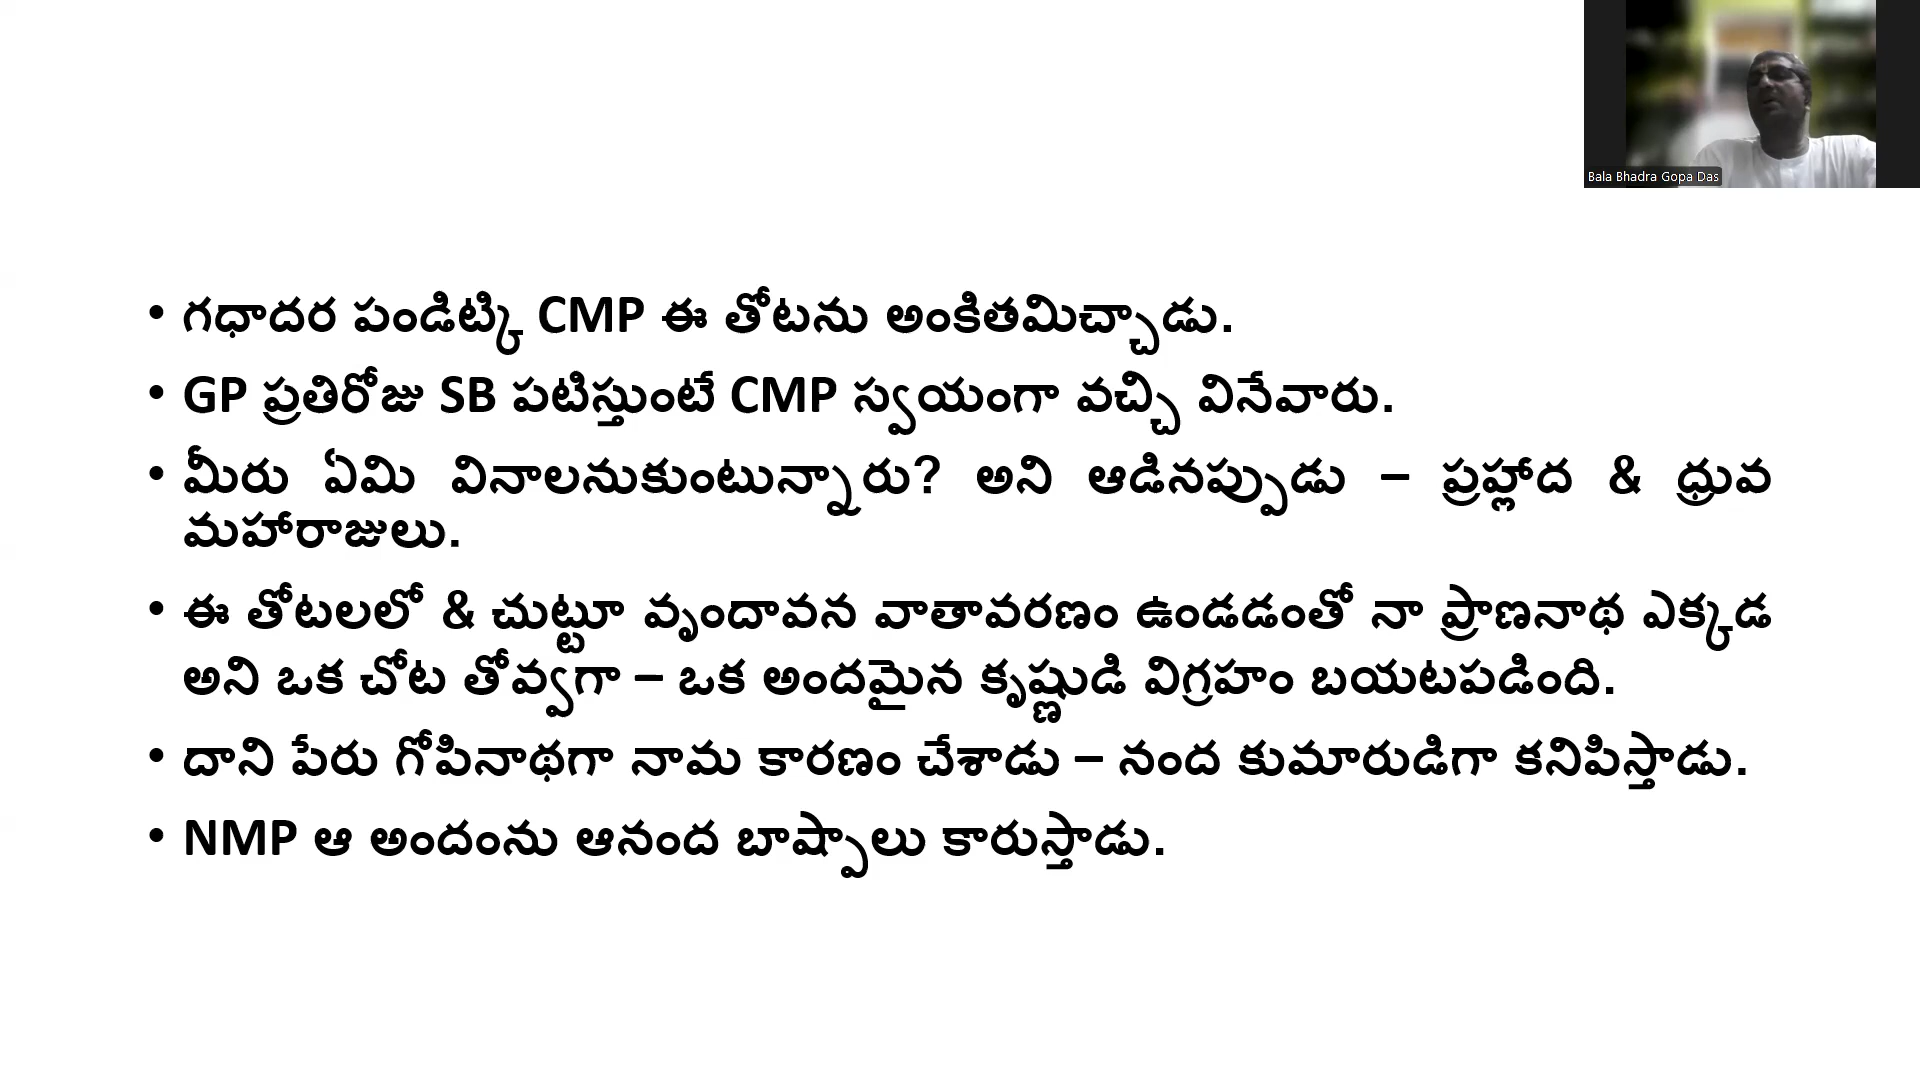 Bala Bhadra Gopa Das
• గధాదర పండిట్కి CMP ఈ తోటను అంకితమిచ్చాడు.
• GP ప్రతిరోజు SB పటిస్తుంటే CMP స్వయంగా వచ్చి వినేవారు.
• మీరు ఏమి వినాలనుకుంటున్నారు? అని ఆడినప్పుడు – ప్రహ్లాద & ధ్రువ
మహారాజులు.
• ఈ తోటలలో & చుట్టూ వృందావన వాతావరణం ఉండడంతో నా ప్రాణనాథ ఎక్కడ
అని ఒక చోట తోవ్వగా – ఒక అందమైన కృష్ణుడి విగ్రహం బయటపడింది.
• దాని పేరు గోపినాథగా నామ కారణం చేశాడు – నంద కుమారుడిగా కనిపిస్తాడు.
• NMP ఆ అందంను ఆనంద బాష్పాలు కారుస్తాడు.